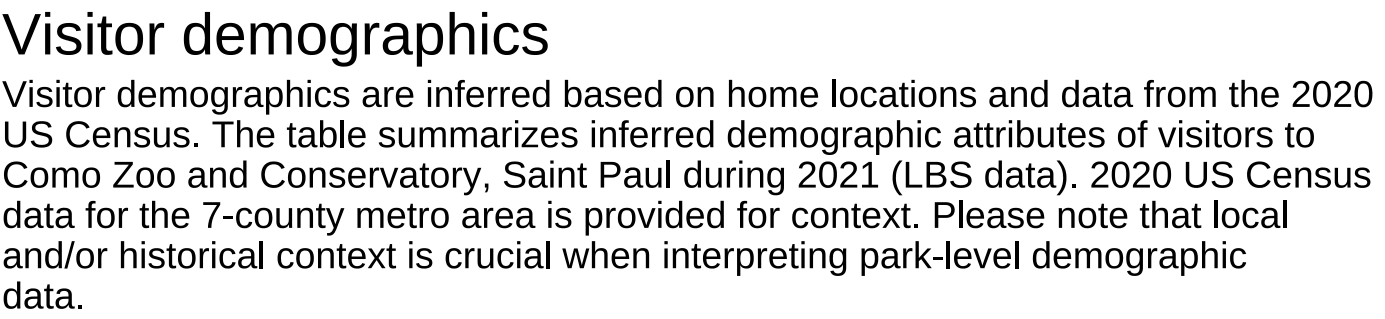 Visitor demographics
Visitor demographics are inferred based on home locations and data from the 2020
US Census. The table summarizes inferred demographic attributes of visitors to
Como Zoo and Conservatory, Saint Paul during 2021 (LBS data). 2020 US Census
data for the 7-county metro area is provided for context. Please note that local
and/or historical context is crucial when interpreting park-level demographic
data.